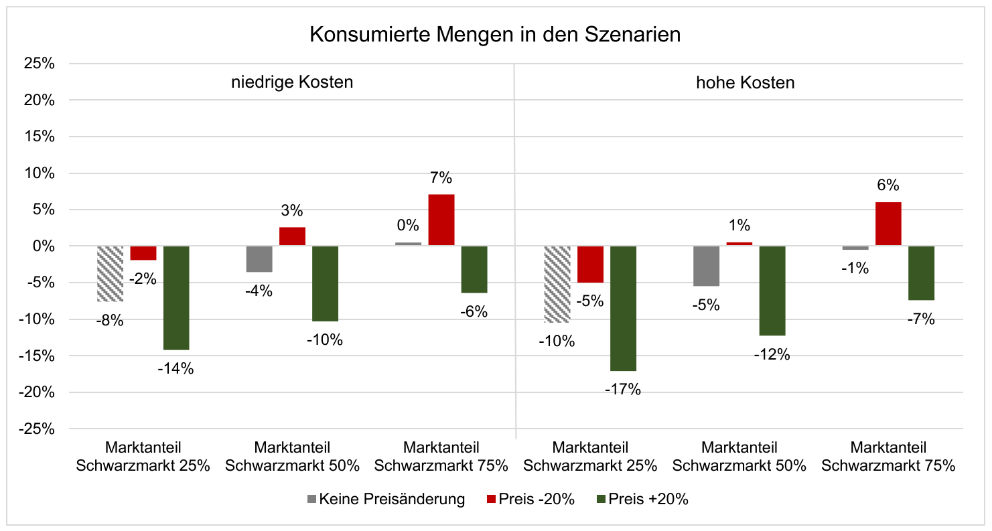 Konsumierte Mengen in den Szenarien
niedrige Kosten
hohe Kosten
25%
20%
15%
10%
5%
0%
-5%
-10%
-15%
-20%
-25%
-8%
-2%
-14%
-4%
3%
-10%
0%
7%
-6%
-10%
-5%
-17%
-5%
1%
-12%
-1%
6%
-7%
Marktanteil
Schwarzmarkt 25%
Marktanteil
Schwarzmarkt 50%
Marktanteil
Schwarzmarkt 75%
Marktanteil
Schwarzmarkt 25%
Marktanteil
Schwarzmarkt 50%
Marktanteil
Schwarzmarkt 75%
Keine Preisänderung
Preis -20%
Preis +20%